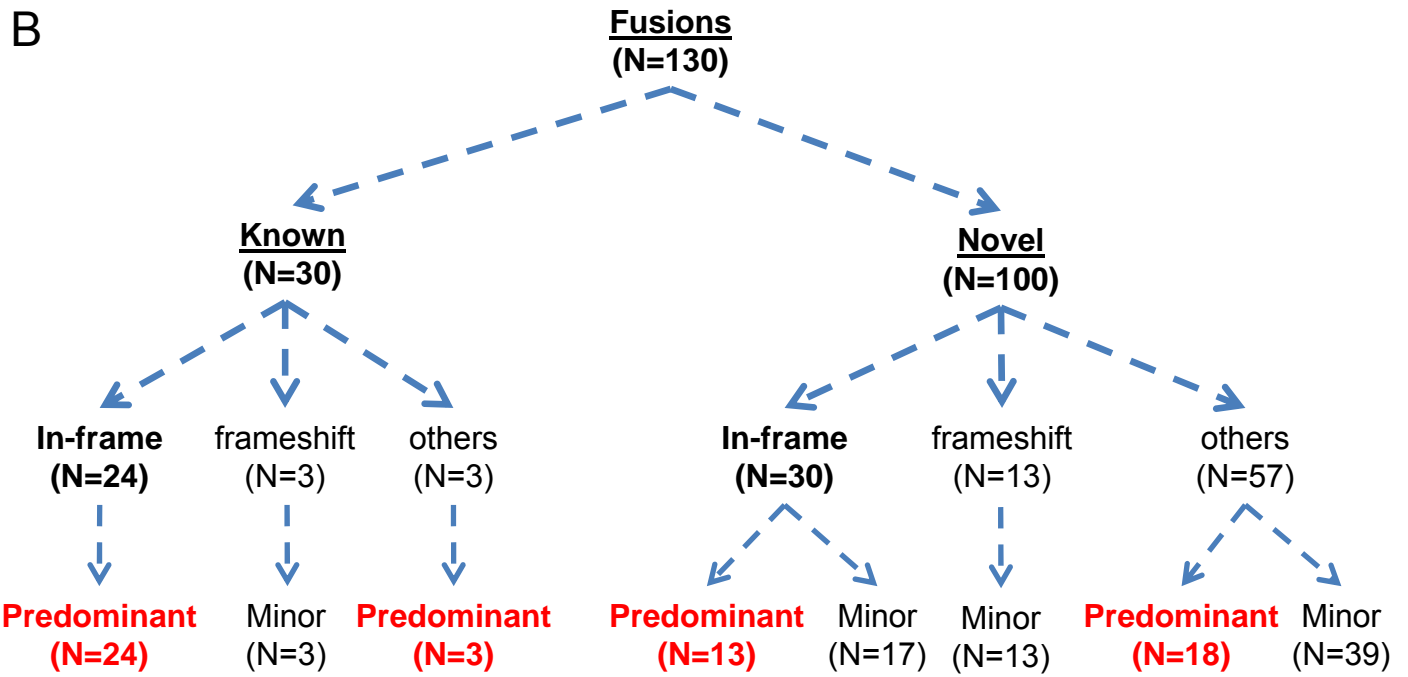 B
Fusions
(N=130)
Known
(N=30)
Novel
(N=100)
In-frame
(N=24)
frameshift
(N=3)
others
(N=3)
In-frame
(N=30)
frameshift
(N=13)
others
(N=57)
Predominant
(N=24)
Minor
(N=3)
Predominant
(N=3)
Predominant
(N=13)
Minor
(N=17)
Minor
(N=13)
Predominant
(N=18)
Minor
(N=39)